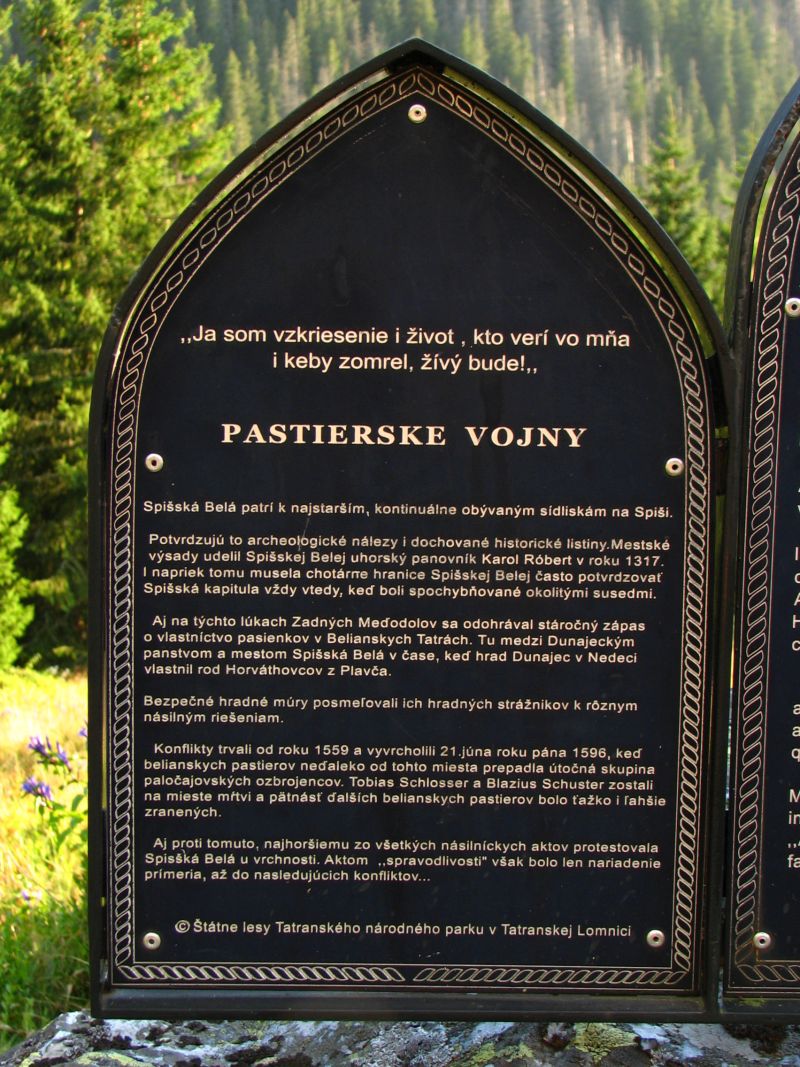 ,,Ja som vzkriesenie i život , kto verí vo mňa
i keby zomrel, žívý bude!,,
PASTIERSKE VOJNY
Spišská Belá patrí k najstarším, kontinuálne obývaným sídliskám na Spiši.
Potvrdzujú to archeologické nálezy i dochované historické listiny.Mestské
výsady udelil Spišskej Belej uhorský panovník Karol Róbert v roku 1317.
I napriek tomu musela chotárne hranice Spišskej Belej často potvrdzovať
Spišská kapitula vždy vtedy, keď boli spochybňované okolitými susedmi.
Aj na týchto lúkach Zadných Meďodolov sa odohrával stáročný zápas
o vlastníctvo pasienkov v Belianskych Tatrách. Tu medzi Dunajeckým
panstvom a mestom Spišská Belá v čase, keď hrad Dunajec v Nedeci
vlastnil rod Horváthovcov z Plavča.
Bezpečné hradné múry posmeľovali ich hradných strážnikov k rôznym
násilným riešeniam.
Konflikty trvali od roku 1559 a vyvrcholili 21.júna roku pána 1596, keď
belianskych pastierov neďaleko od tohto miesta prepadla útočná skupina
paločajovských ozbrojencov. Tobias Schlosser a Blazius Schuster zostali
na mieste mŕtvi a pätnásť ďalších belianskych pastierov bolo ťažko i ľahšie
zranených.
Aj proti tomuto, najhoršiemu zo všetkých násilníckych aktov protestovala
Spisšká Belá u vrchnosti. Aktom ,,spravodlivosti" však bolo len nariadenie
prímeria, až do nasledujúcich konfliktov...
© Štátne lesy Tatranského národného parku v Tatranskej Lomnici